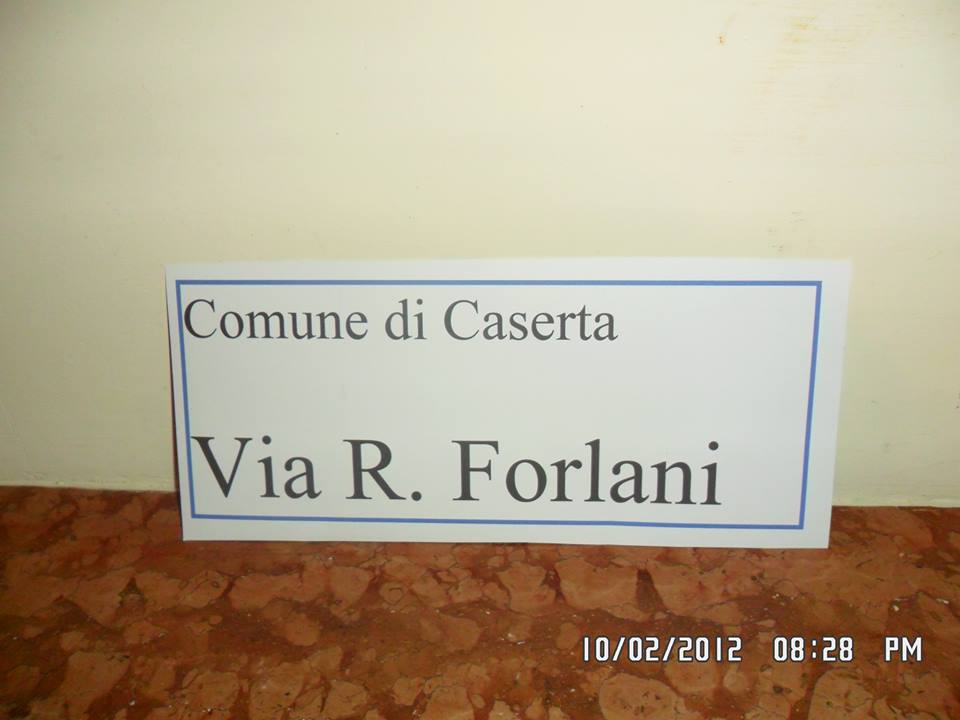 Comune di Caserta
Via R. Forlani
10/02/2012 08:28 PM